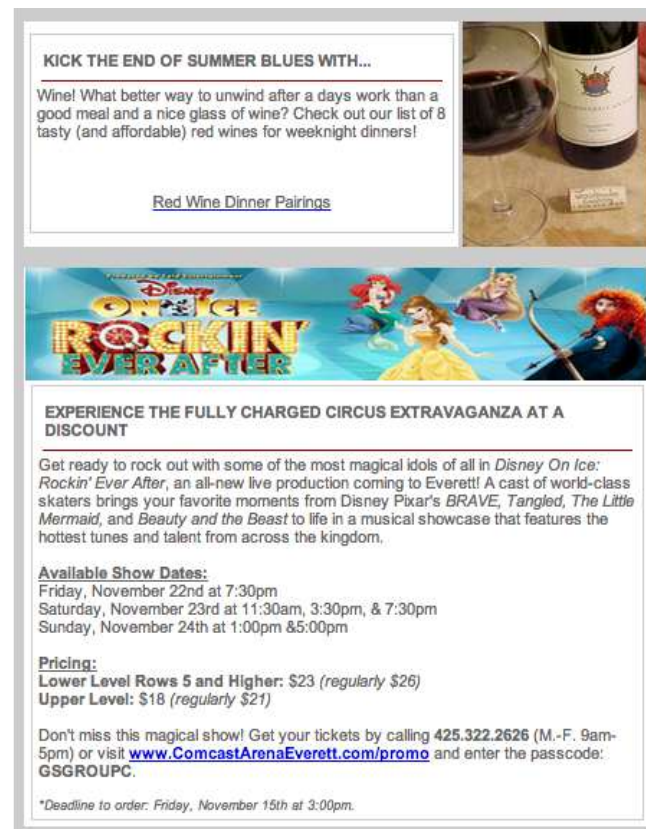 KICK THE END OF SUMMER BLUES WITH...
Wine! What better way to unwind after a days work than a
good meal and a nice glass of wine? Check out our list of 8
tasty (and affordable) red wines for weeknight dinners!
Red Wine Dinner Pairings
Produced by Feld Entertainment
Disney
ON ICE
ROCKIN'
EVER AFTER
EXPERIENCE THE FULLY CHARGED CIRCUS EXTRAVAGANZA AT A
DISCOUNT
Get ready to rock out with some of the most magical idols of all in Disney On Ice:
Rockin' Ever After, an all-new live production coming to Everett! A cast of world-class
skaters brings your favorite moments from Disney Pixar's BRAVE, Tangled, The Little
Mermaid, and Beauty and the Beast to life in a musical showcase that features the
hottest tunes and talent from across the kingdom.
Available Show Dates:
Friday, November 22nd at 7:30pm
Saturday, November 23rd at 11:30am, 3:30pm, & 7:30pm
Sunday, November 24th at 1:00pm &5:00pm
Pricing:
Lower Level Rows 5 and Higher: $23 (regularly $26)
Upper Level: $18 (regularly $21)
Don't miss this magical show! Get your tickets by calling 425.322.2626 (M.-F. 9am-
5pm) or visit www.ComcastArenaEverett.com/promo and enter the passcode:
GSGROUPC.
*Deadline to order: Friday, November 15th at 3:00pm.